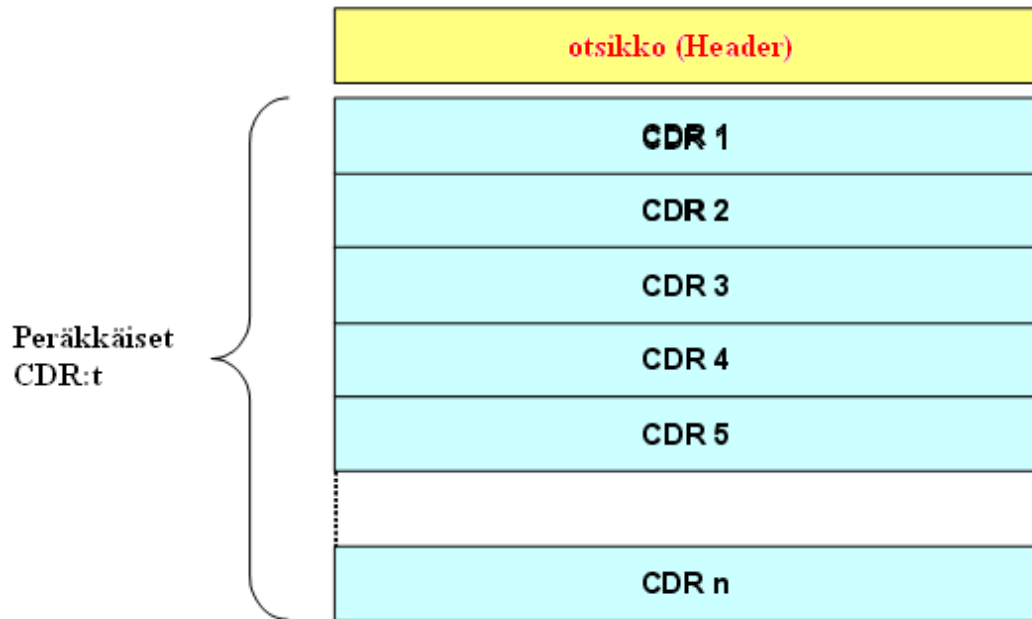 otsikko (Header)
CDR 1
CDR 2
CDR 3
CDR 4
CDR 5
CDR n
Peräkkäiset
CDR:t